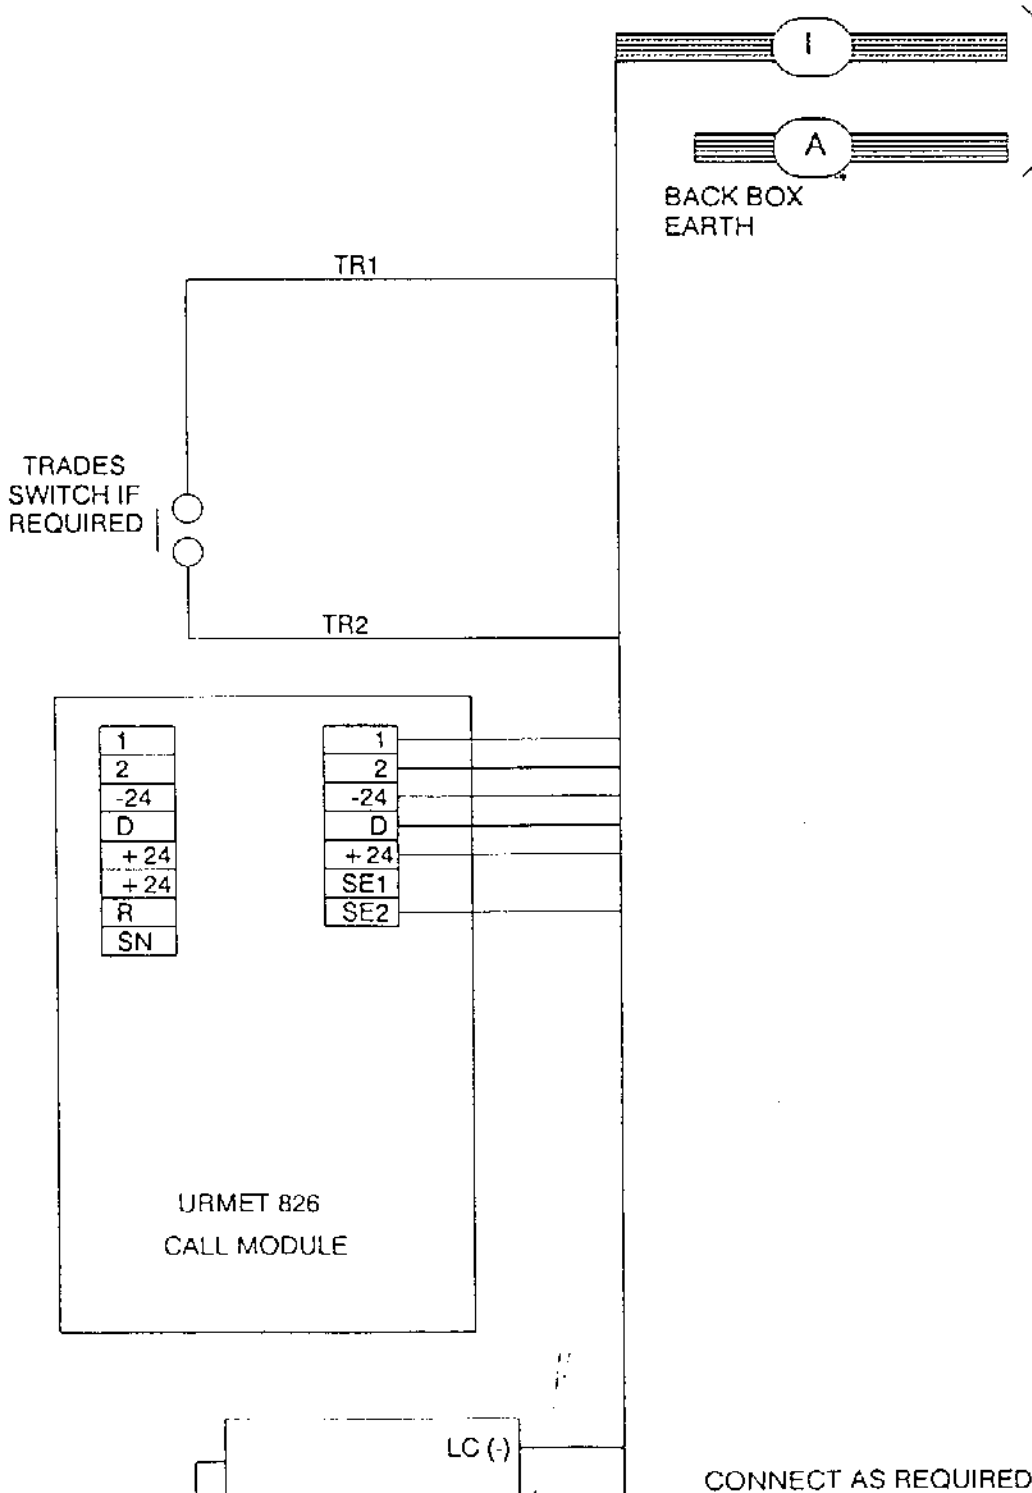 I
A
BACK BOX
EARTH
TR1
TRADES
SWITCH IF
REQUIRED
TR2
1
2
-24
D
+24
+24
R
SN
1
2
-24
D
+24
SE1
SE2
URMET 826
CALL MODULE
LC (-)
CONNECT AS REQUIRED